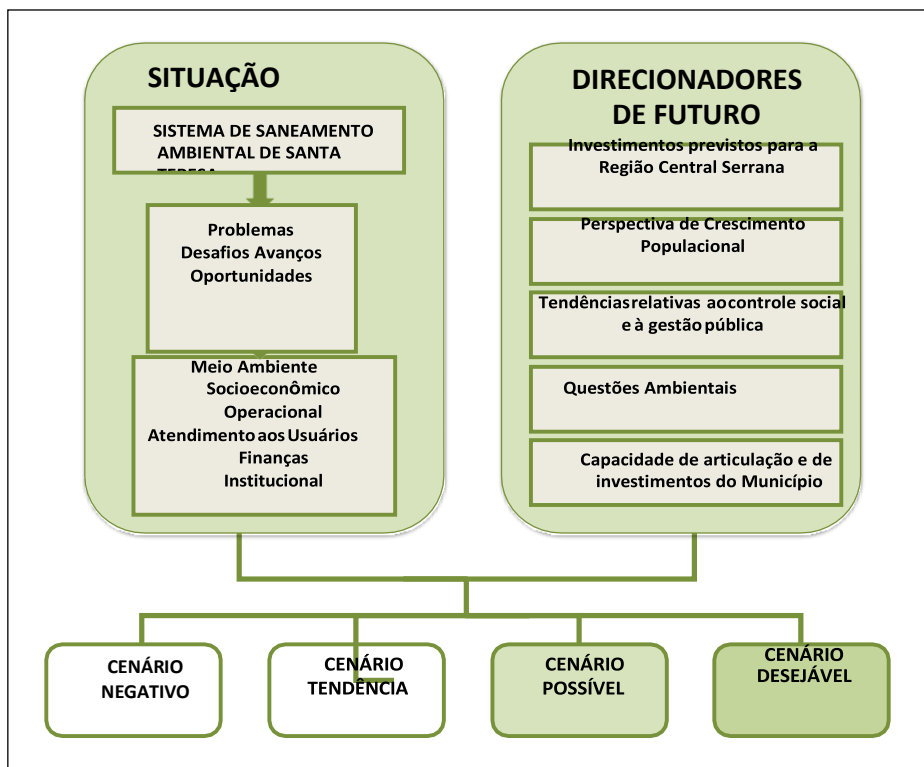 SITUAÇÃO
SISTEMA DE SANEAMENTO
AMBIENTAL DE SANTA
TERESA
Problemas
Desafios Avanços
Oportunidades
Meio Ambiente
Socioeconômico
Operacional
Atendimento aos Usuários
Finanças
Institucional
DIRECIONADORES
DE FUTURO
Investimentos previstos para a
Região Central Serrana
Perspectiva de Crescimento
Populacional
Tendências relativas ao controle social
e à gestão pública
Questões Ambientais
Capacidade de articulação e de
investimentos do Município
CENÁRIO
NEGATIVO
CENÁRIO
TENDÊNCIA
CENÁRIO
POSSÍVEL
CENÁRIO
DESEJÁVEL